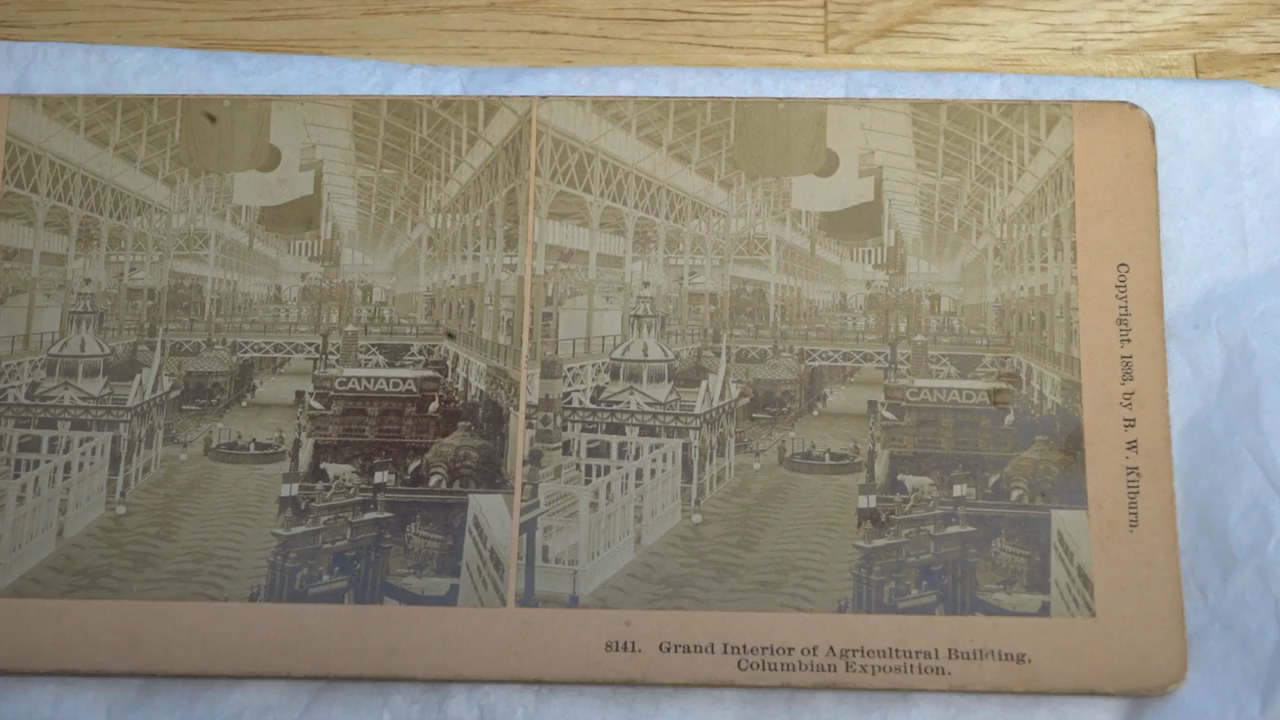 CANADA
CANADA
Copyright. 1893, by B. W. Kilburn.
8141. Grand Interior of Agricultural Building,
Columbian Exposition.